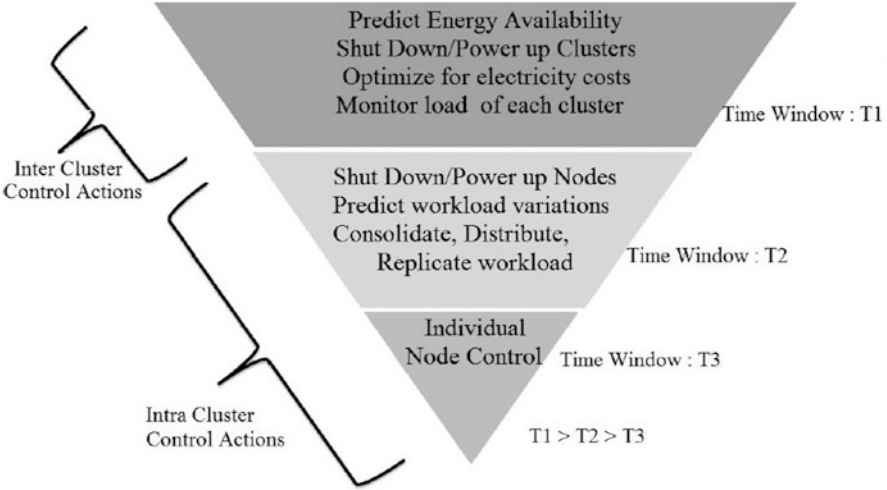 Predict Energy Availability
Shut Down/Power up Clusters
Optimize for electricity costs
Monitor load of each cluster
Time Window : T1
Inter Cluster
Control Actions
Shut Down/Power up Nodes
Predict workload variations
Consolidate, Distribute,
Replicate workload
Time Window : T2
Individual
Node Control
Time Window : T3
Intra Cluster
Control Actions
T1 > T2 > T3